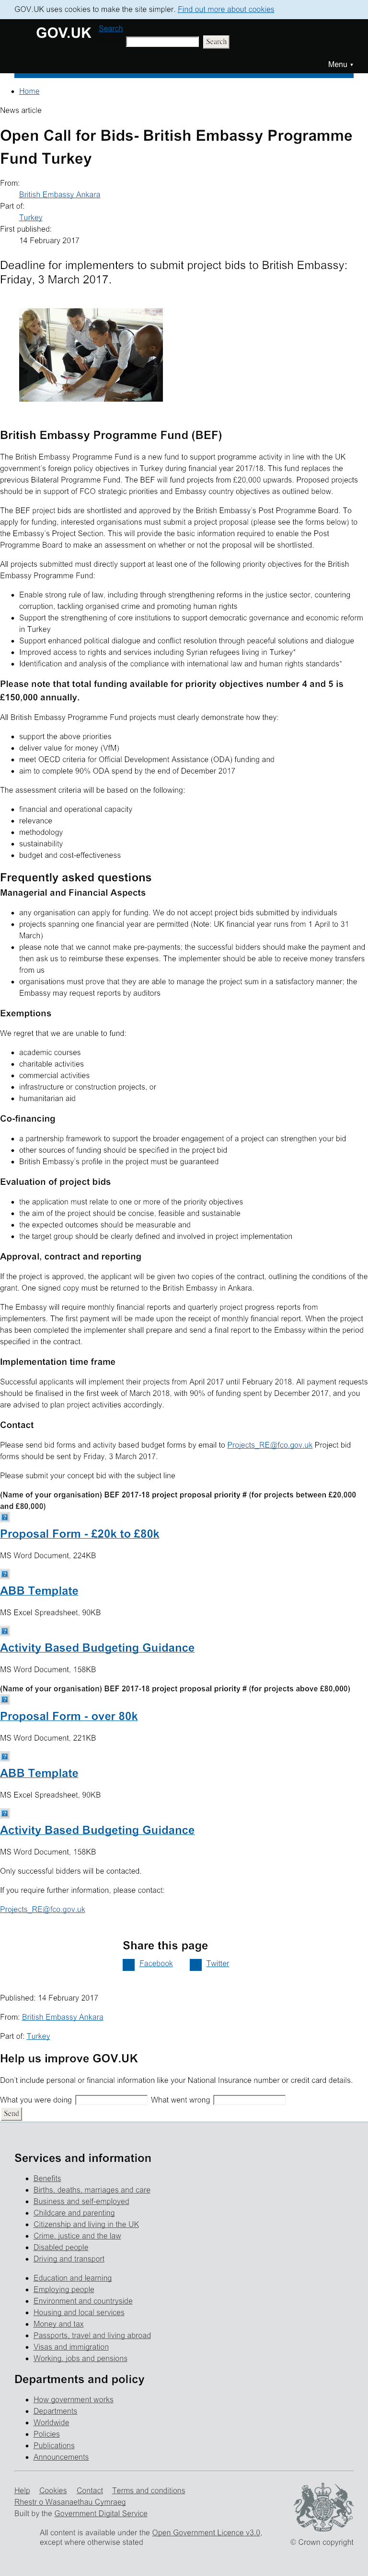 GOV.UK uses cookies to make the site simpler. Find out more about cookies
GOV.UK
Search
Search
Menu ▾
Home
News article
Open Call for Bids- British Embassy Programme
Fund Turkey
From:
British Embassy Ankara
Part of:
Turkey
First published:
14 February 2017
Deadline for implementers to submit project bids to British Embassy:
Friday, 3 March 2017.
British Embassy Programme Fund (BEF)
The British Embassy Programme Fund is a new fund to support programme activity in line with the UK
government's foreign policy objectives in Turkey during financial year 2017/18. This fund replaces the
previous Bilateral Programme Fund. The BEF will fund projects from £20,000 upwards. Proposed projects
should be in support of FCO strategic priorities and Embassy country objectives as outlined below.
The BEF project bids are shortlisted and approved by the British Embassy's Post Programme Board. To
apply for funding, interested organisations must submit a project proposal (please see the forms below) to
the Embassy's Project Section. This will provide the basic information required to enable the Post
Programme Board to make an assessment on whether or not the proposal will be shortlisted.
All projects submitted must directly support at least one of the following priority objectives for the British
Embassy Programme Fund:
Enable strong rule of law, including through strengthening reforms in the justice sector, countering
corruption, tackling organised crime and promoting human rights
Support the strengthening of core institutions to support democratic governance and economic reform
in Turkey
Support enhanced political dialogue and conflict resolution through peaceful solutions and dialogue
Improved access to rights and services including Syrian refugees living in Turkey*
Identification and analysis of the compliance with international law and human rights standards*
Please note that total funding available for priority objectives number 4 and 5 is
£150,000 annually.
All British Embassy Programme Fund projects must clearly demonstrate how they:
support the above priorities
deliver value for money (VfM)
meet OECD criteria for Official Development Assistance (ODA) funding and
aim to complete 90% ODA spend by the end of December 2017
The assessment criteria will be based on the following:
financial and operational capacity
relevance
methodology
sustainability
budget and cost-effectiveness
Frequently asked questions
Managerial and Financial Aspects
any organisation can apply for funding. We do not accept project bids submitted by individuals
projects spanning one financial year are permitted (Note: UK financial year runs from 1 April to 31
March)
please note that we cannot make pre-payments; the successful bidders should make the payment and
then ask us to reimburse these expenses. The implementer should be able to receive money transfers
from us
organisations must prove that they are able to manage the project sum in a satisfactory manner; the
Embassy may request reports by auditors
Exemptions
We regret that we are unable to fund:
academic courses
charitable activities
commercial activities
infrastructure or construction projects, or
humanitarian aid
Co-financing
a partnership framework to support the broader engagement of a project can strengthen your bid
other sources of funding should be specified in the project bid
British Embassy's profile in the project must be guaranteed
Evaluation of project bids
the application must relate to one or more of the priority objectives
the aim of the project should be concise, feasible and sustainable
the expected outcomes should be measurable and
the target group should be clearly defined and involved in project implementation
Approval, contract and reporting
If the project is approved, the applicant will be given two copies of the contract, outlining the conditions of the
grant. One signed copy must be returned to the British Embassy in Ankara.
The Embassy will require monthly financial reports and quarterly project progress reports from
implementers. The first payment will be made upon the receipt of monthly financial report. When the project
has been completed the implementer shall prepare and send a final report to the Embassy within the period
specified in the contract.
Implementation time frame
Successful applicants will implement their projects from April 2017 until February 2018. All payment requests
should be finalised in the first week of March 2018, with 90% of funding spent by December 2017, and you
are advised to plan project activities accordingly.
Contact
Please send bid forms and activity based budget forms by email to Projects_RE@fco.gov.uk Project bid
forms should be sent by Friday, 3 March 2017.
Please submit your concept bid with the subject line
(Name of your organisation) BEF 2017-18 project proposal priority # (for projects between £20,000
and £80,000)
Proposal Form - £20k to £80k
MS Word Document, 224KB
ABB Template
MS Excel Spreadsheet, 90KB
Activity Based Budgeting Guidance
MS Word Document, 158KB
(Name of your organisation) BEF 2017-18 project proposal priority # (for projects above £80,000)
Proposal Form - over 80k
MS Word Document, 221KB
ABB Template
MS Excel Spreadsheet, 90KB
Activity Based Budgeting Guidance
MS Word Document, 158KB
Only successful bidders will be contacted.
If you require further information, please contact:
Projects_RE@fco.gov.uk
Share this page
Facebook Twitter
Published: 14 February 2017
From: British Embassy Ankara
Part of: Turkey
Help us improve GOV.UK
Don't include personal or financial information like your National Insurance number or credit card details.
What you were doing What went wrong
Send
Services and information
Benefits
Births, deaths, marriages and care
Business and self-employed
Childcare and parenting
Citizenship and living in the UK
Crime, justice and the law
Disabled people
Driving and transport
Education and learning
Employing people
Environment and countryside
Housing and local services
Money and tax
Passports, travel and living abroad
Visas and immigration
Working, jobs and pensions
Departments and policy
How government works
Departments
Worldwide
Policies
Publications
Announcements
Help Cookies Contact Terms and conditions
Rhestr o Wasanaethau Cymraeg
Built by the Government Digital Service
All content is available under the Open Government Licence v3.0,
except where otherwise stated
© Crown copyright